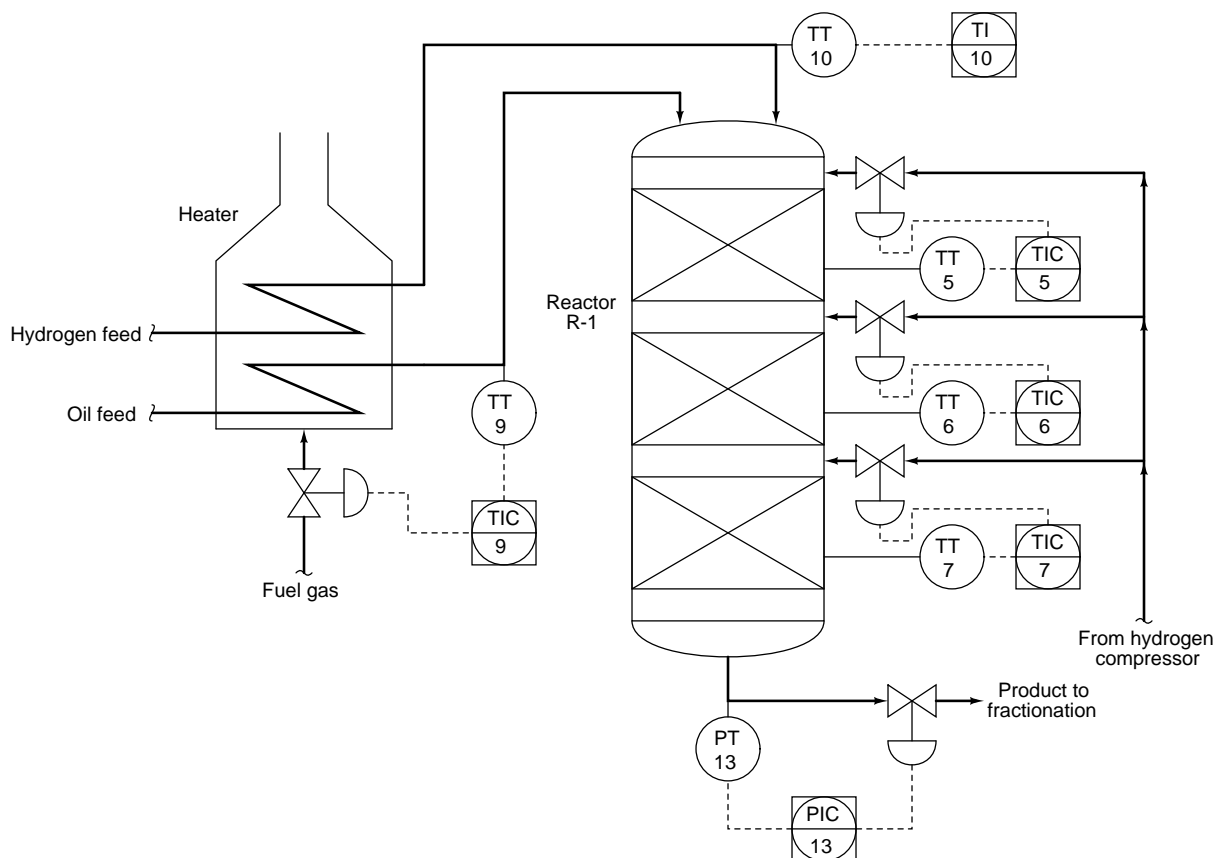 TT
10
TI
10
Heater
TT
5
TIC
5
Reactor
R-1
Hydrogen feed
Oil feed
TT
9
TT
6
TIC
6
TIC
9
TT
7
TIC
7
Fuel gas
From hydrogen
compressor
Product to
fractionation
PT
13
PIC
13